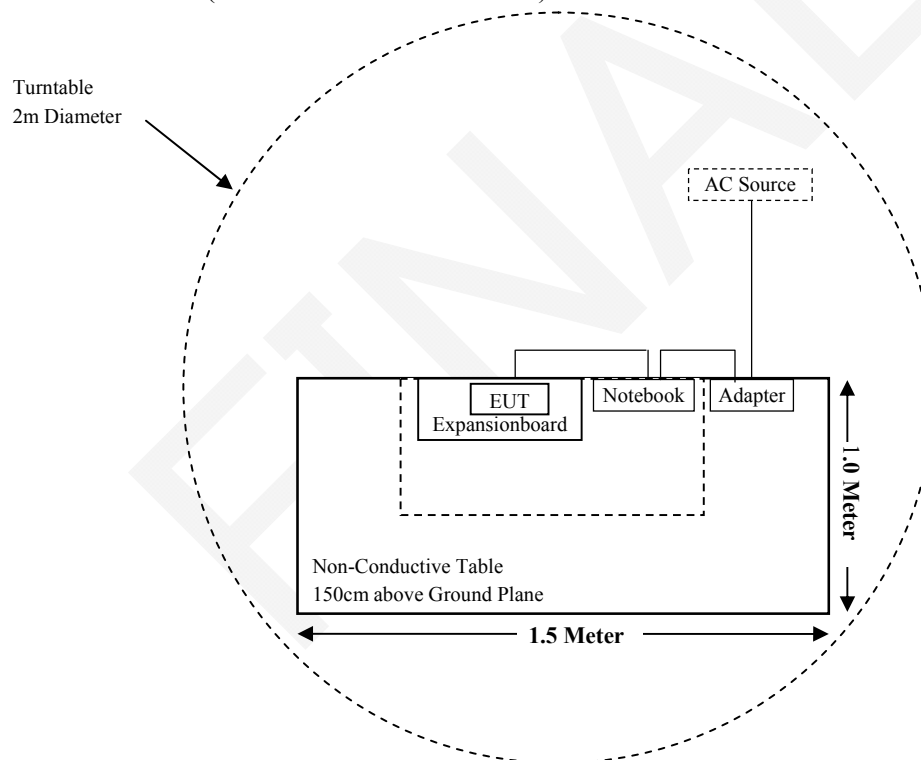 Turntable
2m Diameter
AC Source
EUT
Expansionboard
Notebook
Adapter
1.0 Meter
Non-Conductive Table
150cm above Ground Plane
1.5 Meter
FINAL